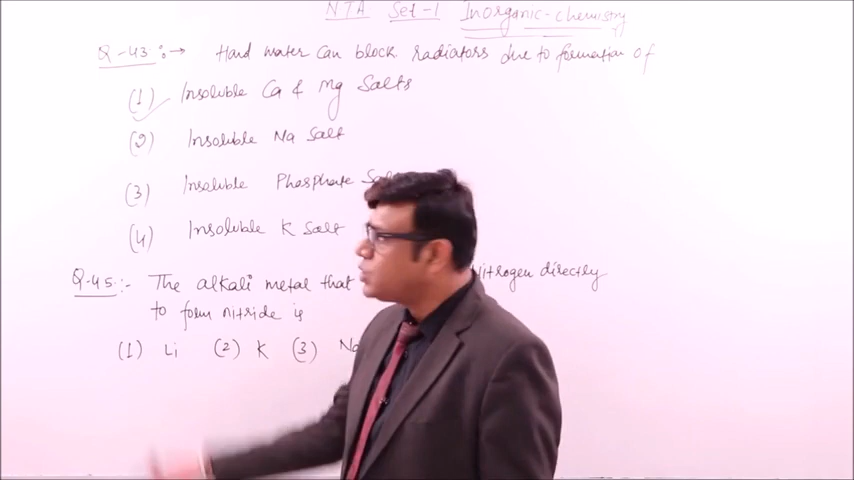 NTA Set-1 Inorganic-chemistry
Q-43:→ Hard water can block radiators due to formation of
(1) Insoluble Ca & Mg Salts
(2) Insoluble Na Salt
(3) Insoluble Phosphate
(4) Insoluble K Salt
Q-45:- The alkali metal that Nitrogen directly
to form nitride is
(1) Li (2) K (3) Na